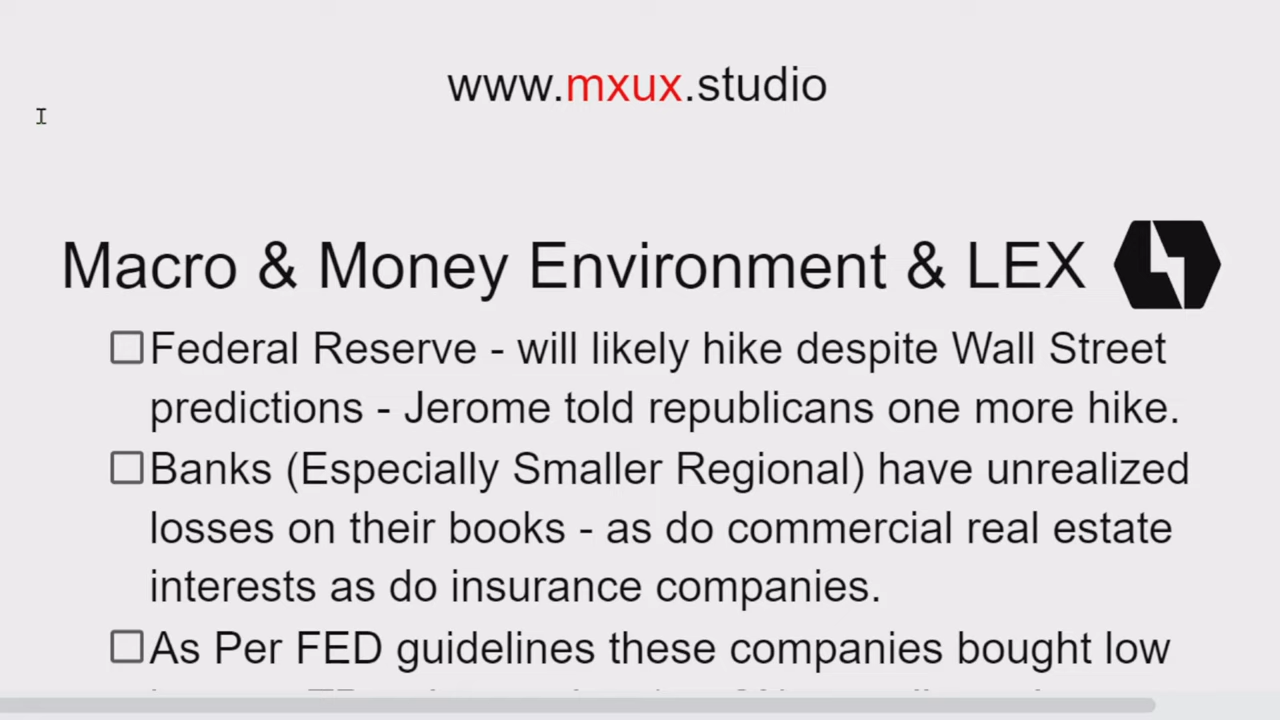 www.mxux.studio
Macro & Money Environment & LEX
Federal Reserve - will likely hike despite Wall Street
predictions - Jerome told republicans one more hike.
Banks (Especially Smaller Regional) have unrealized
losses on their books - as do commercial real estate
interests as do insurance companies.
As Per FED guidelines these companies bought low